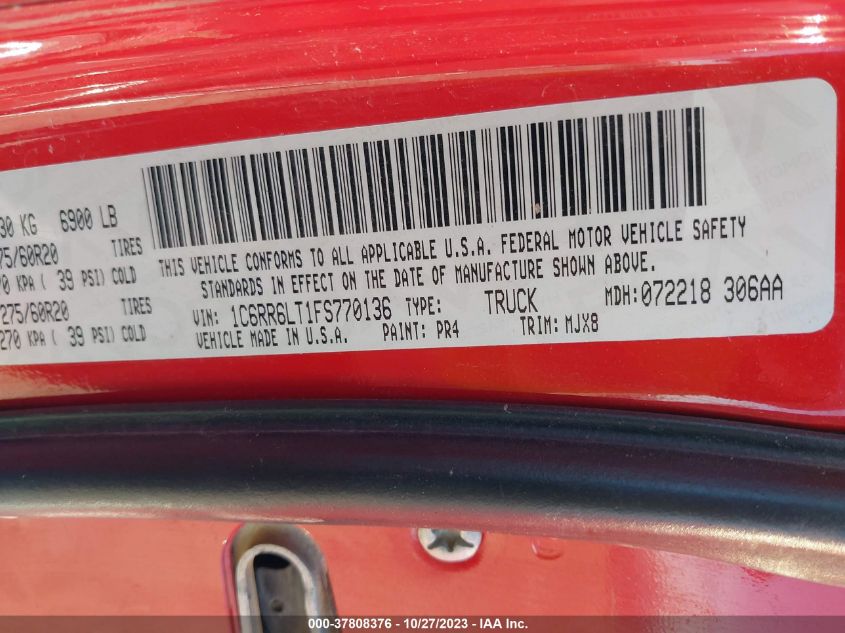 30 KG 6900 LB
75/60R20 TIRES
70 KPA ( 39 PSI) COLD
275/60R20 TIRES
270 KPA ( 39 PSI) COLD
THIS VEHICLE CONFORMS TO ALL APPLICABLE U.S.A. FEDERAL MOTOR VEHICLE SAFETY
STANDARDS IN EFFECT ON THE DATE OF MANUFACTURE SHOWN ABOVE.
VIN: 1C6RR6LT1FS770136 TYPE: TRUCK MDH: 072218 306AA
VEHICLE MADE IN U.S.A. PAINT: PR4 TRIM: MJX8
000-37808376 - 10/27/2023 - IAA Inc.